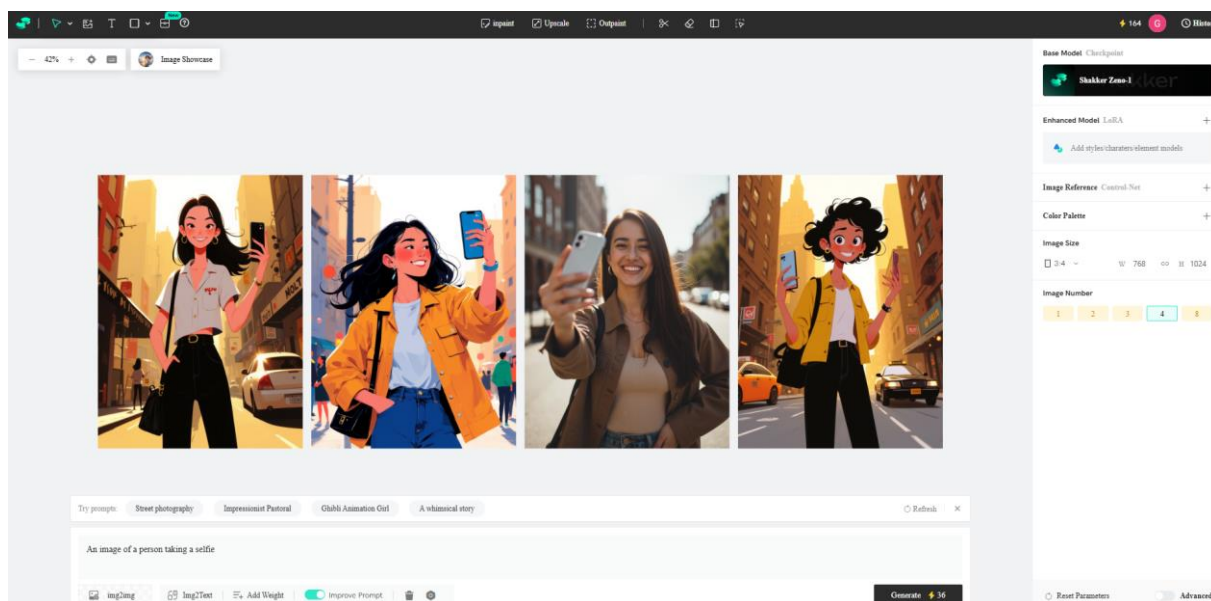 New
T
inpaint Upscale Outpaint
164 G Histo
42% Image Showcase
Base Model Checkpoint
Shakker Zeno-1
Enhanced Model LoRA
Add styles/charaters/element models
Image Reference Control-Net
Color Palette
Image Size
3:4 W 768 H 1024
Image Number
1 2 3 4 8
Try prompts: Street photography Impressionist Pastoral Ghibli Animation Girl A whimsical story Refresh
An image of a person taking a selfie
img2img Img2Text Add Weight Improve Prompt Generate 36
Reset Parameters Advanced